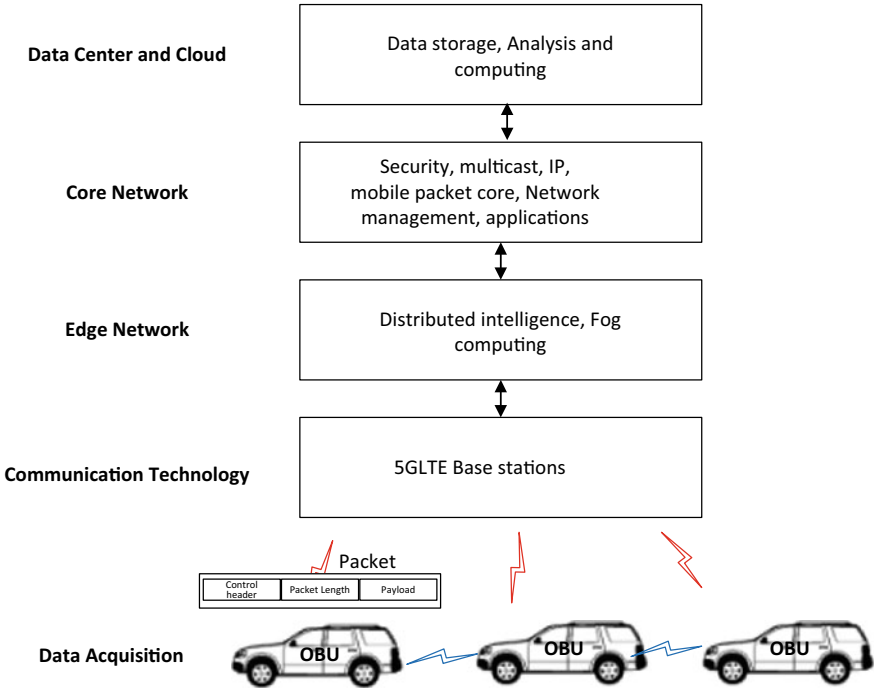 Data Center and Cloud
Data storage, Analysis and
computing
Core Network
Security, multicast, IP,
mobile packet core, Network
management, applications
Edge Network
Distributed intelligence, Fog
computing
Communication Technology
5GLTE Base stations
Packet
Control
header
Packet Length
Payload
Data Acquisition
OBU
OBU
OBU